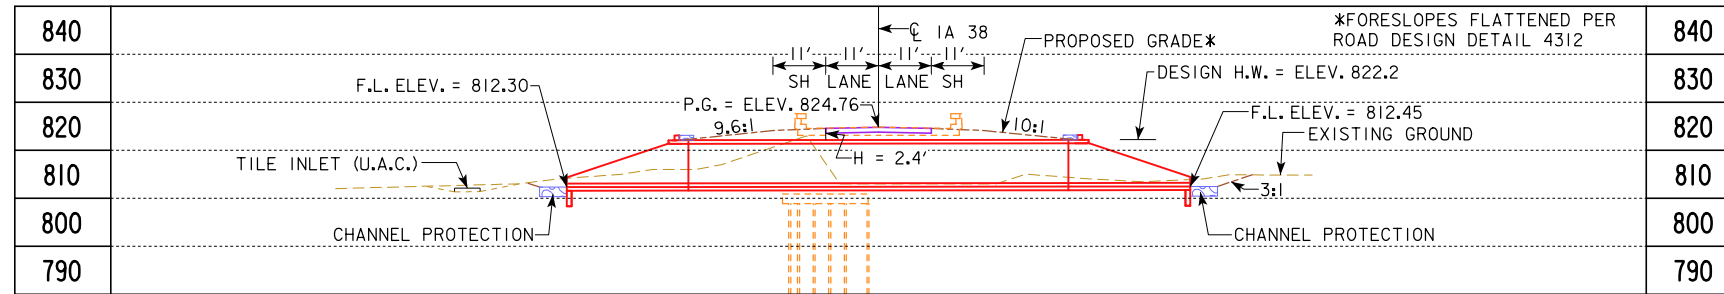 840
830
820
810
800
790
℄ IA 38
11'
11'
11'
11'
SH
LANE
LANE
SH
*FORESLOPES FLATTENED PER
ROAD DESIGN DETAIL 4312
PROPOSED GRADE*
DESIGN H.W. = ELEV. 822.2
F.L. ELEV. = 812.30
P.G. = ELEV. 824.76
F.L. ELEV. = 812.45
9.6:1
10:1
EXISTING GROUND
TILE INLET (U.A.C.)
H = 2.4'
3:1
CHANNEL PROTECTION
CHANNEL PROTECTION
840
830
820
810
800
790